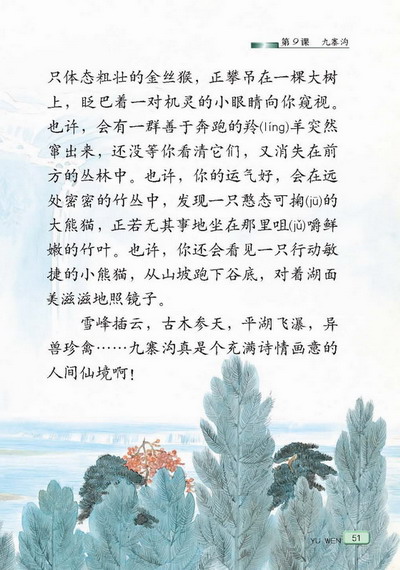 第9课 九寨沟
只体态粗壮的金丝猴，正攀吊在一棵大树
上，眨巴着一对机灵的小眼睛向你窥视。
也许，会有一群善于奔跑的羚(líng)羊突然
窜出来，还没等你看清它们，又消失在前
方的丛林中。也许，你的运气好，会在远
处密密的竹丛中，发现一只憨态可掬(jū)的
大熊猫，正若无其事地坐在那里咀(jǔ)嚼鲜
嫩的竹叶。也许，你还会看见一只行动敏
捷的小熊猫，从山坡跑下谷底，对着湖面
美滋滋地照镜子。
雪峰插云，古木参天，平湖飞瀑，异
兽珍禽……九寨沟真是个充满诗情画意的
人间仙境啊！
YU WEN 51